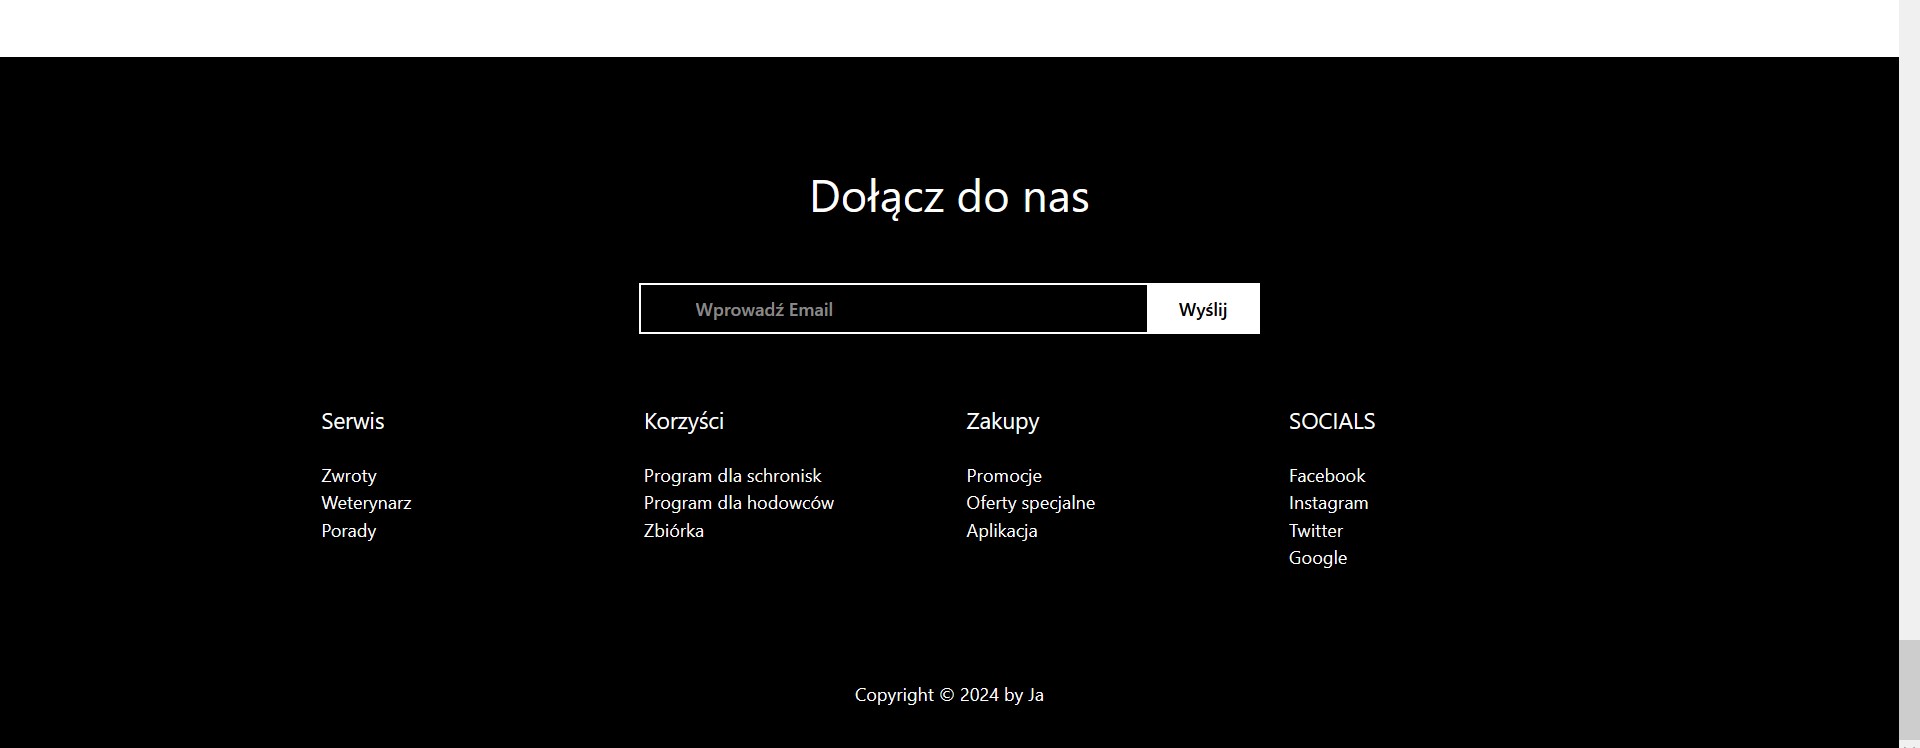 Dołącz do nas
Wprowadź Email
Wyślij
Serwis
Zwroty
Weterynarz
Porady
Korzyści
Program dla schronisk
Program dla hodowców
Zbiórka
Zakupy
Promocje
Oferty specjalne
Aplikacja
SOCIALS
Facebook
Instagram
Twitter
Google
Copyright © 2024 by Ja